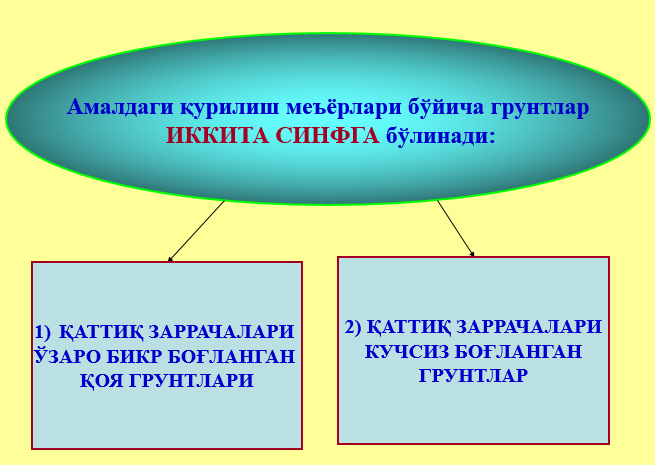 Амалдаги қурилиш меъёрлари бўйича грунтлар
ИККИТА СИНФГА бўлинади:
1) ҚАТТИҚ ЗАРРАЧАЛАРИ
ЎЗАРО БИКР БОҒЛАНГАН
ҚОЯ ГРУНТЛАРИ
2) ҚАТТИҚ ЗАРРАЧАЛАРИ
КУЧСИЗ БОҒЛАНГАН
ГРУНТЛАР